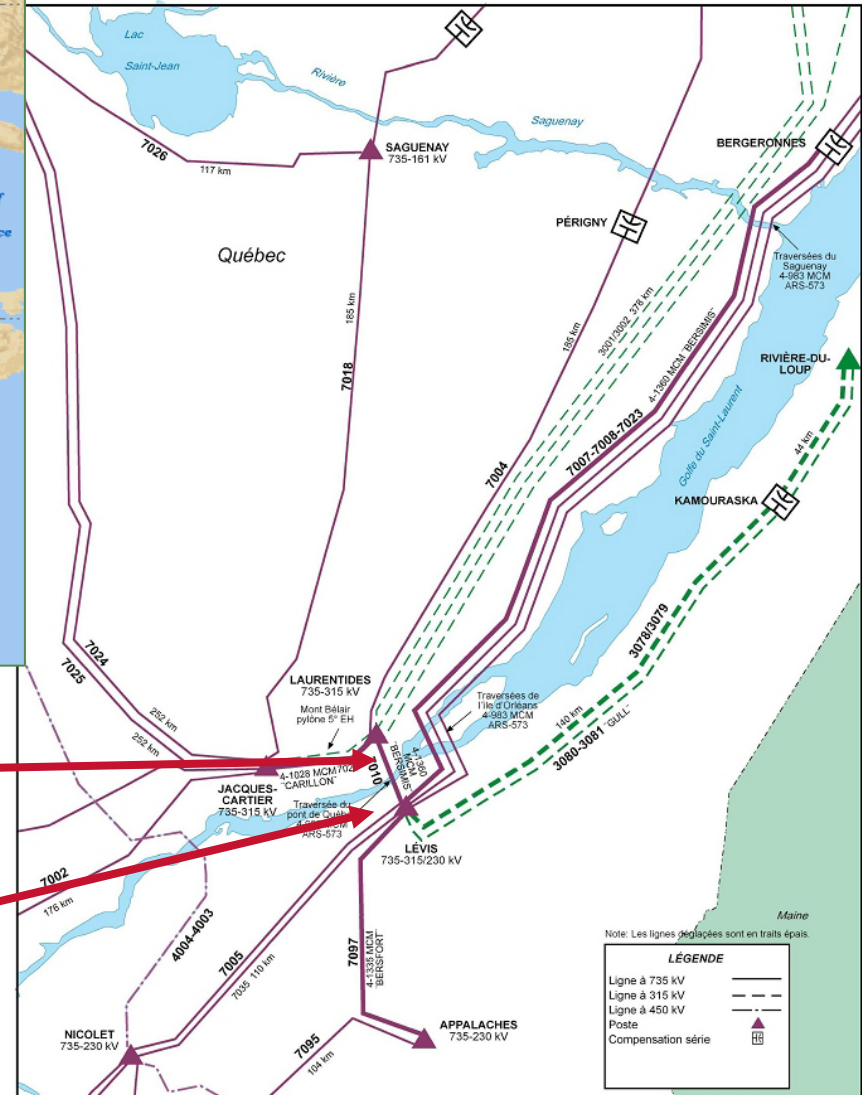 Lac
Saint-Jean
Rivière
Saguenay
7026
117 km
SAGUENAY
735-161 kV
BERGERONNES
PÉRIGNY
Québec
Traversées du
Saguenay
4-983 MCM
ARS-573
185 km
7018
185 km
3001/3002 378 km
4-1360 MCM "BERSIMIS"
RIVIÈRE-DU-
LOUP
7004
7007-7008-7023
Golfe du Saint-Laurent
44 km
KAMOURASKA
7024
7025
252 km
252 km
3078/3079
LAURENTIDES
735-315 kV
Mont Bélair
pylône 5° EH
Traversées de
l'île d'Orléans
4-983 MCM
ARS-573
140 km
3080-3081 "GULL"
4-1360
MCM
"BERSIMIS"
7010
4-1028 MCM
"CARILLON"
JACQUES-
CARTIER
735-315 kV
Traversée du
pont de
ARS-573
LÉVIS
735-315/230 kV
7002
176 km
4004-4003
7005
7035 110 km
7097
4-1335 MCM
"BERSFORT"
NICOLET
735-230 kV
7095
104 km
APPALACHES
735-230 kV
Maine
Note: Les lignes déglaçées sont en traits épais.
LÉGENDE
Ligne à 735 kV
Ligne à 315 kV
Ligne à 450 kV
Poste
Compensation série